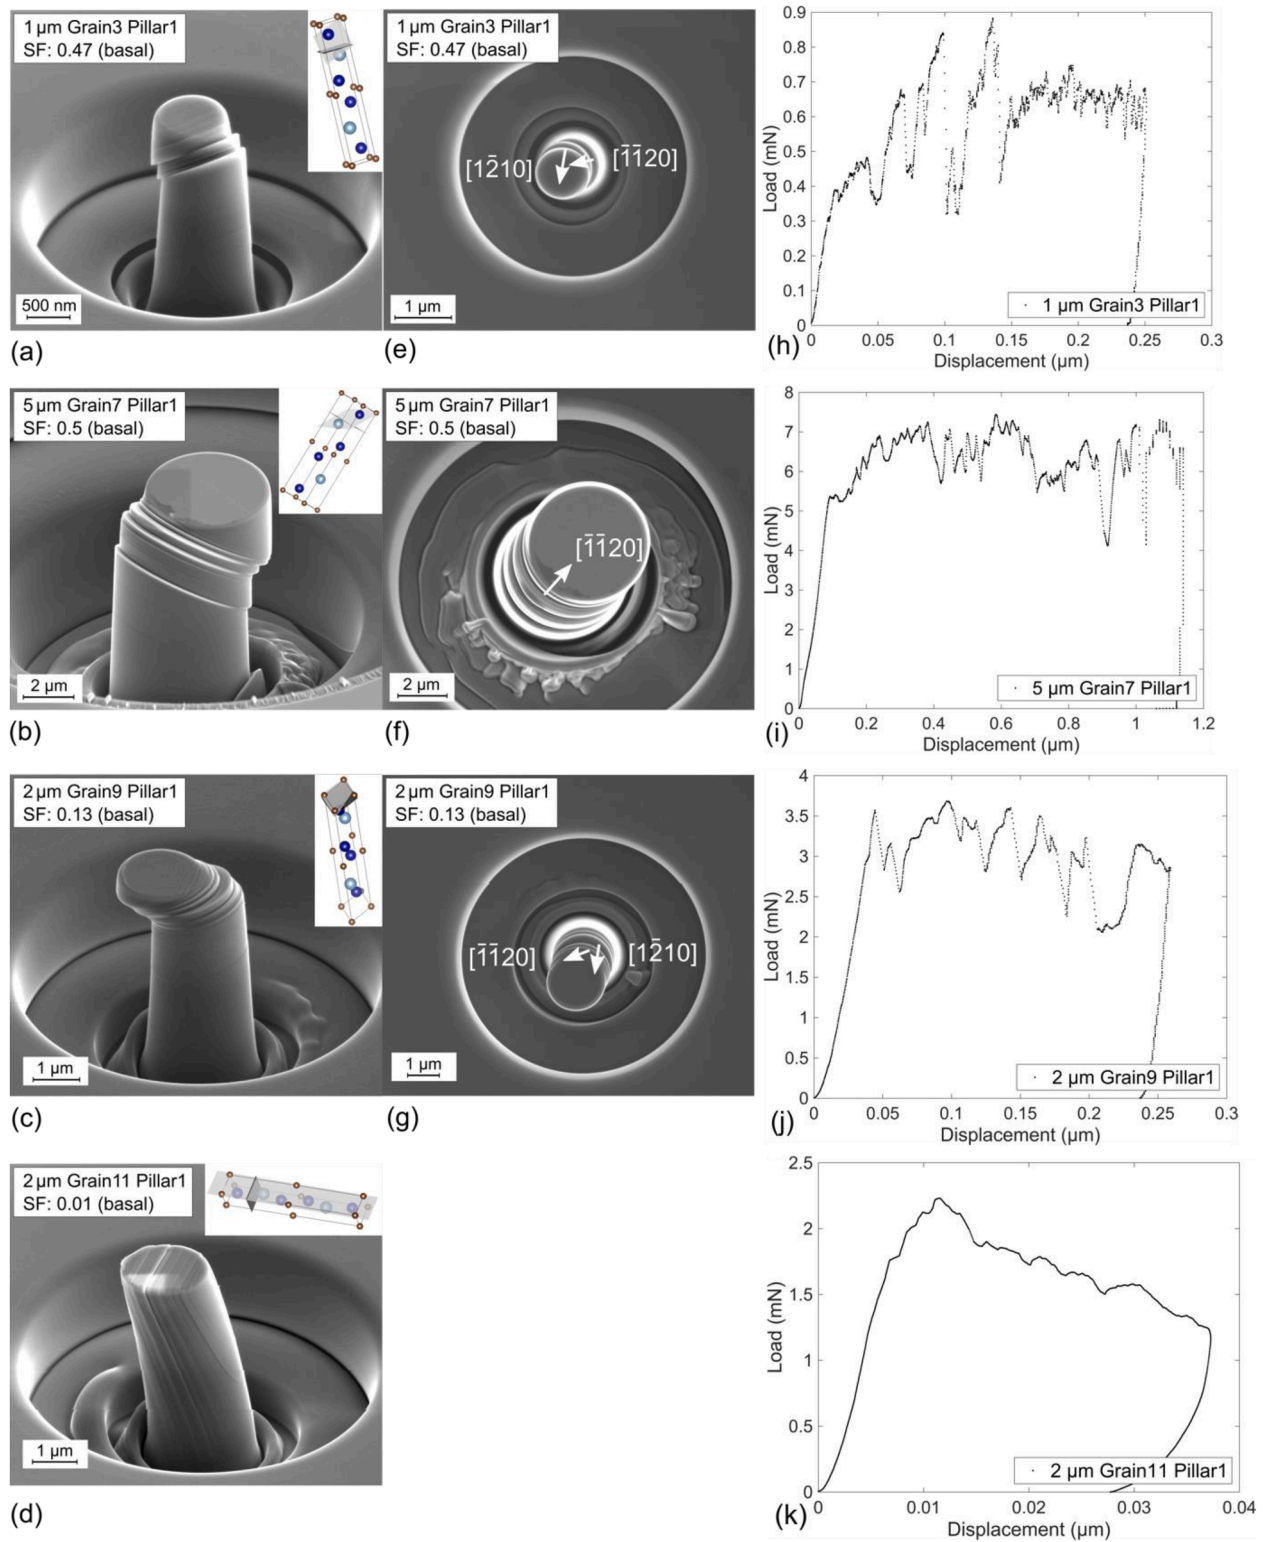 1 µm Grain3 Pillar1
SF: 0.47 (basal)
500 nm
(a)
1 µm Grain3 Pillar1
SF: 0.47 (basal)
[12̅10]
[1̅1̅20]
1 µm
(e)
0.9
0.8
0.7
0.6
0.5
0.4
0.3
0.2
0.1
0
Load (mN)
1 µm Grain3 Pillar1
0 0.05 0.1 0.15 0.2 0.25 0.3
Displacement (µm)
(h)
5 µm Grain7 Pillar1
SF: 0.5 (basal)
2 µm
(b)
5 µm Grain7 Pillar1
SF: 0.5 (basal)
[1̅1̅20]
2 µm
(f)
8
7
6
5
4
3
2
1
0
Load (mN)
5 µm Grain7 Pillar1
0 0.2 0.4 0.6 0.8 1 1.2
Displacement (µm)
(i)
2 µm Grain9 Pillar1
SF: 0.13 (basal)
1 µm
(c)
2 µm Grain9 Pillar1
SF: 0.13 (basal)
[1̅1̅20]
[12̅10]
1 µm
(g)
4
3.5
3
2.5
2
1.5
1
0.5
0
Load (mN)
2 µm Grain9 Pillar1
0 0.05 0.1 0.15 0.2 0.25 0.3
Displacement (µm)
(j)
2 µm Grain11 Pillar1
SF: 0.01 (basal)
1 µm
(d)
2.5
2
1.5
1
0.5
0
Load (mN)
2 µm Grain11 Pillar1
0 0.01 0.02 0.03 0.04
Displacement (µm)
(k)